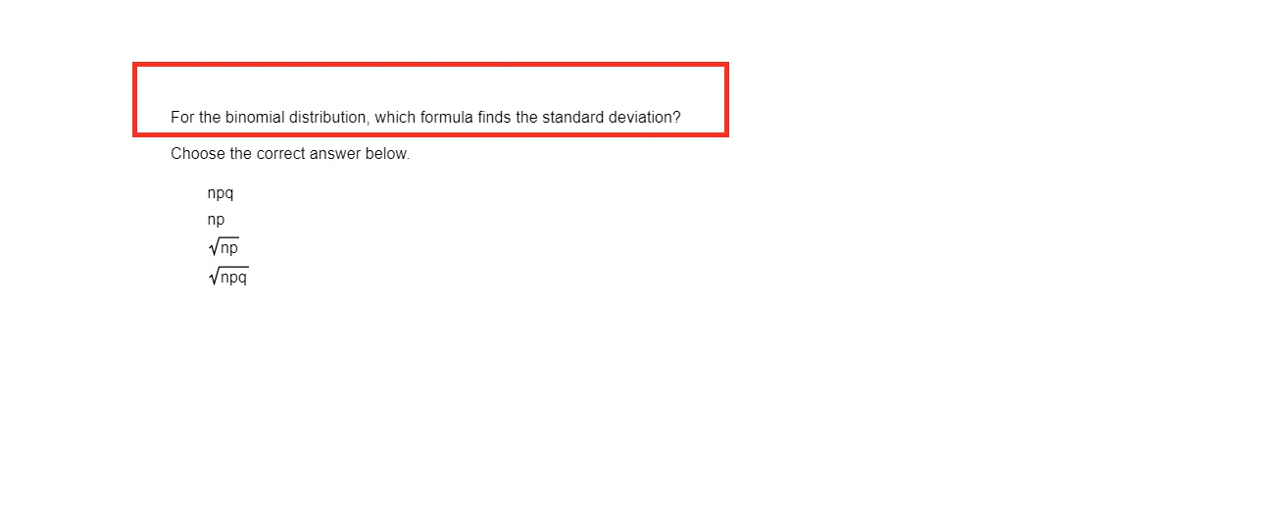 For the binomial distribution, which formula finds the standard deviation?
Choose the correct answer below.
npq
np
√np
√npq